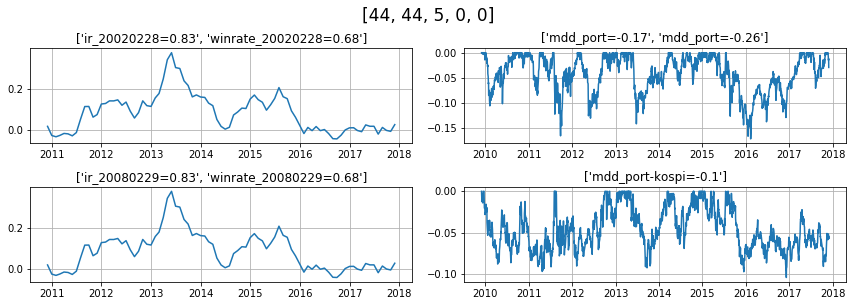 [44, 44, 5, 0, 0]
['ir_20020228=0.83', 'winrate_20020228=0.68']
0.2
0.0
2011 2012 2013 2014 2015 2016 2017 2018
['mdd_port=-0.17', 'mdd_port=-0.26']
0.00
−0.05
−0.10
−0.15
2010 2011 2012 2013 2014 2015 2016 2017 2018
['ir_20080229=0.83', 'winrate_20080229=0.68']
0.2
0.0
2011 2012 2013 2014 2015 2016 2017 2018
['mdd_port-kospi=-0.1']
0.00
−0.05
−0.10
2010 2011 2012 2013 2014 2015 2016 2017 2018